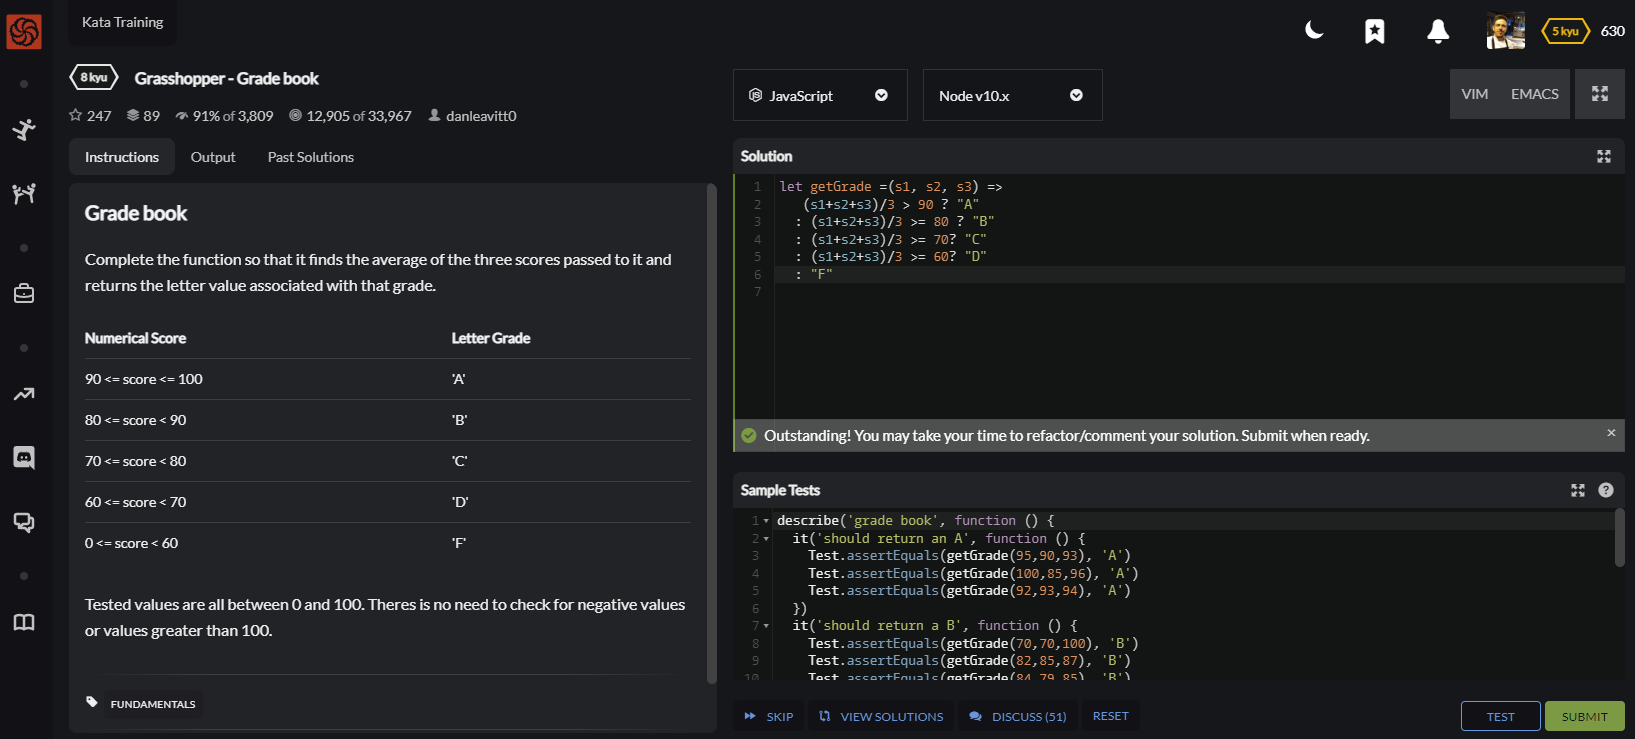 Kata Training
5 kyu 630
8 kyu Grasshopper - Grade book
247 89 91% of 3,809 12,905 of 33,967 danleavitt0
Instructions Output Past Solutions
Grade book
Complete the function so that it finds the average of the three scores passed to it and
returns the letter value associated with that grade.
Numerical Score Letter Grade
90 <= score <= 100 'A'
80 <= score < 90 'B'
70 <= score < 80 'C'
60 <= score < 70 'D'
0 <= score < 60 'F'
Tested values are all between 0 and 100. Theres is no need to check for negative values
or values greater than 100.
FUNDAMENTALS
JavaScript Node v10.x VIM EMACS
Solution
1 let getGrade =(s1, s2, s3) =>
2 (s1+s2+s3)/3 > 90 ? "A"
3 : (s1+s2+s3)/3 >= 80 ? "B"
4 : (s1+s2+s3)/3 >= 70? "C"
5 : (s1+s2+s3)/3 >= 60? "D"
6 : "F"
7
Outstanding! You may take your time to refactor/comment your solution. Submit when ready. ×
Sample Tests ?
1 describe('grade book', function () {
2 it('should return an A', function () {
3 Test.assertEquals(getGrade(95,90,93), 'A')
4 Test.assertEquals(getGrade(100,85,96), 'A')
5 Test.assertEquals(getGrade(92,93,94), 'A')
6 })
7 it('should return a B', function () {
8 Test.assertEquals(getGrade(70,70,100), 'B')
9 Test.assertEquals(getGrade(82,85,87), 'B')
10 Test.assertEquals(getGrade(84,79,85), 'B')
SKIP VIEW SOLUTIONS DISCUSS (51) RESET TEST SUBMIT